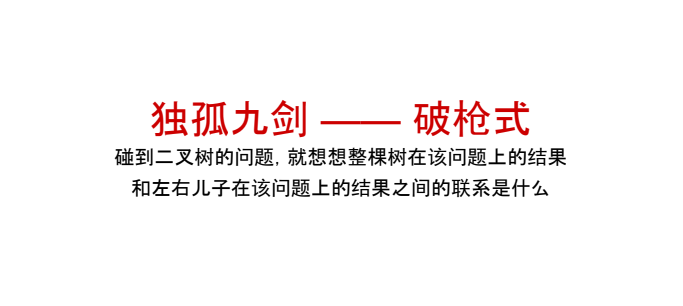 独孤九剑 —— 破枪式
碰到二叉树的问题, 就想想整棵树在该问题上的结果
和左右儿子在该问题上的结果之间的联系是什么